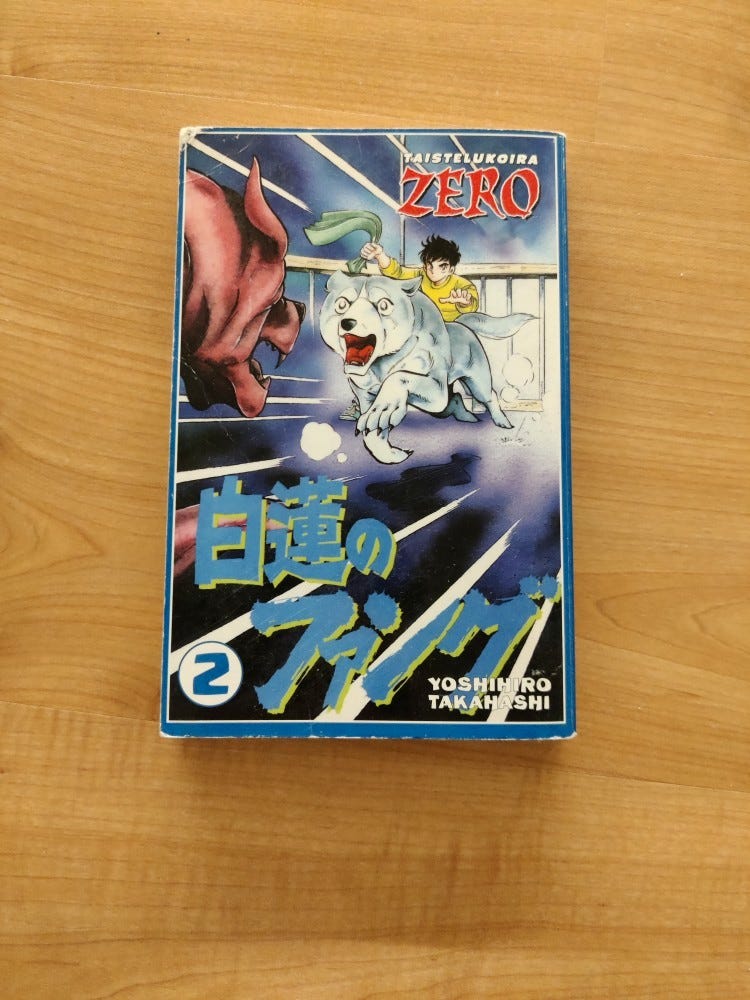 TAISTELUKOIRA
ZERO
白蓮の
ファング
2
YOSHIHIRO
TAKAHASHI